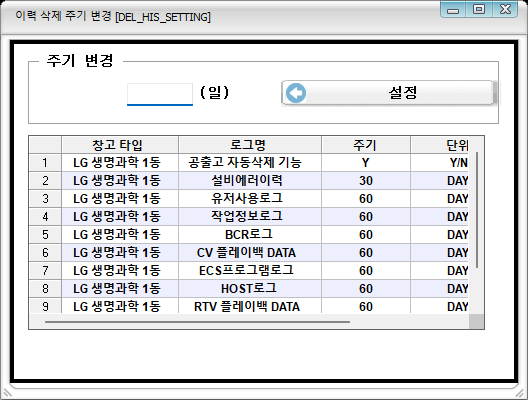 이력 삭제 주기 변경 [DEL_HIS_SETTING]
주기 변경
(일) 설정
창고 타입 로그명 주기 단위
1 LG 생명과학 1동 공출고 자동삭제 기능 Y Y/N
2 LG 생명과학 1동 설비에러이력 30 DAY
3 LG 생명과학 1동 유저사용로그 60 DAY
4 LG 생명과학 1동 작업정보로그 60 DAY
5 LG 생명과학 1동 BCR로그 60 DAY
6 LG 생명과학 1동 CV 플레이백 DATA 60 DAY
7 LG 생명과학 1동 ECS프로그램로그 60 DAY
8 LG 생명과학 1동 HOST로그 60 DAY
9 LG 생명과학 1동 RTV 플레이백 DATA 60 DAY